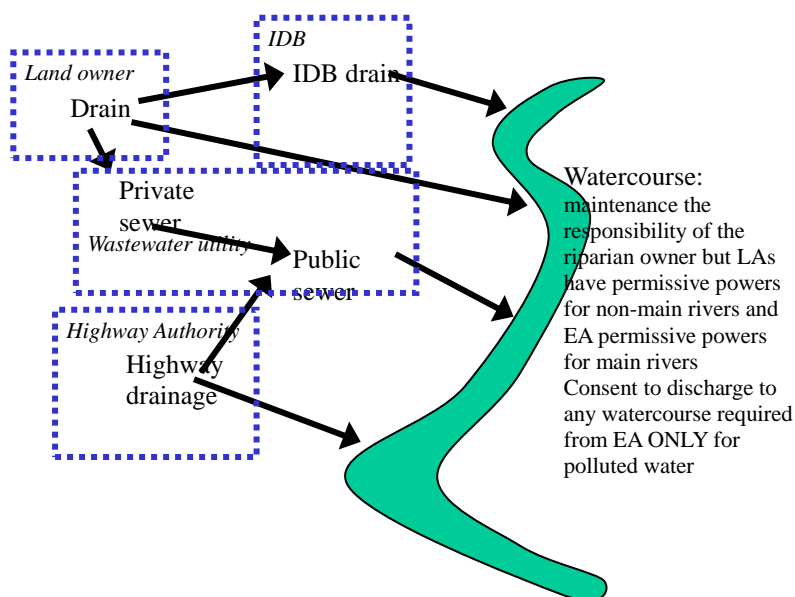 IDB
Land owner
IDB drain
Drain
Private
sewer
Wastewater utility
Public
sewer
Highway Authority
Highway
drainage
Watercourse:
maintenance the
responsibility of the
riparian owner but LAs
have permissive powers
for non-main rivers and
EA permissive powers
for main rivers
Consent to discharge to
any watercourse required
from EA ONLY for
polluted water